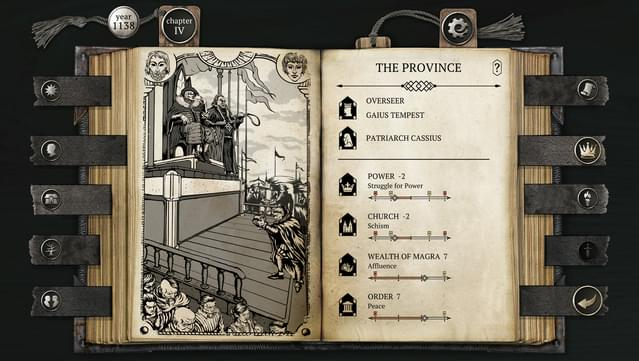 year
1138
chapter
IV
THE PROVINCE
?
OVERSEER
GAIUS TEMPEST
PATRIARCH CASSIUS
POWER -2
Struggle for Power
CHURCH -2
Schism
WEALTH OF MAGRA 7
Affluence
ORDER 7
Peace